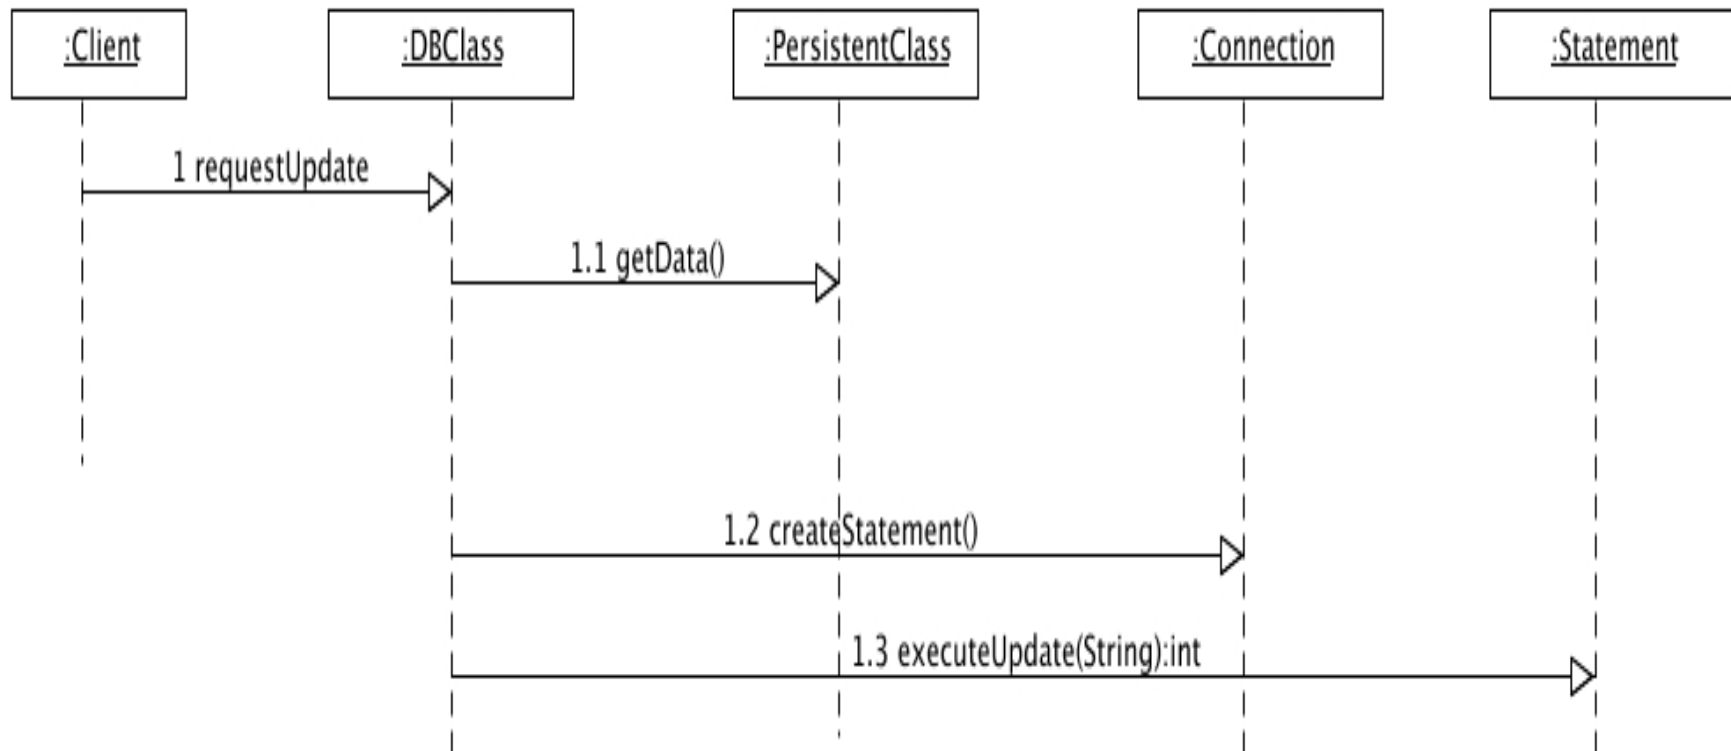 :Client
:DBClass
:PersistentClass
:Connection
:Statement
1 requestUpdate
1.1 getData()
1.2 createStatement()
1.3 executeUpdate(String):int